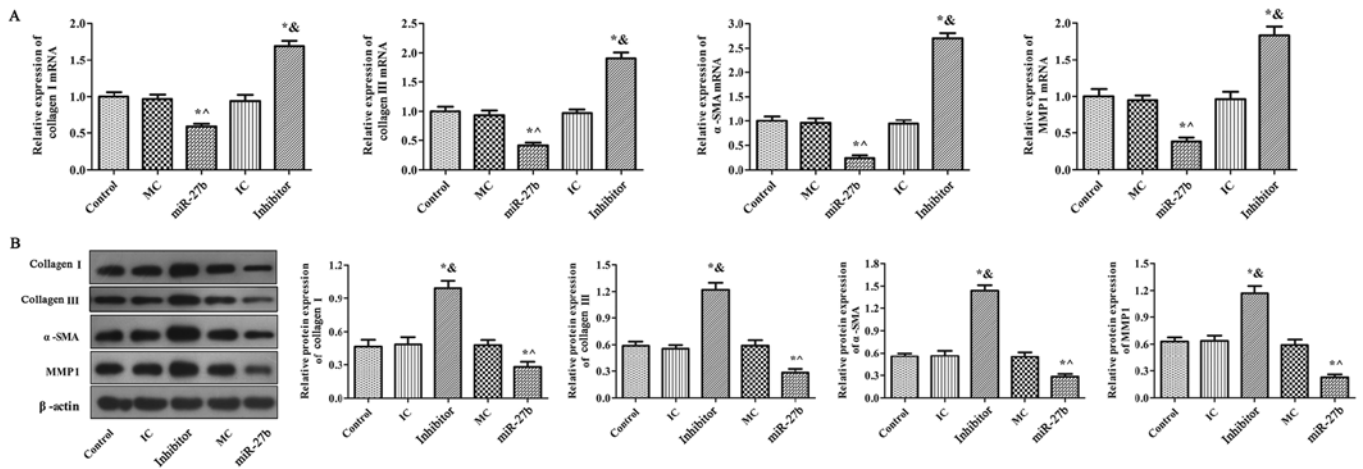 A
Relative expression of
collagen I mRNA
2.0
1.5
1.0
0.5
0.0
*^
*&
Control
MC
miR-27b
IC
Inhibitor
Relative expression of
collagen III mRNA
2.5
2.0
1.5
1.0
0.5
0.0
*^
*&
Control
MC
miR-27b
IC
Inhibitor
Relative expression of
α-SMA mRNA
3.0
2.5
2.0
1.5
1.0
0.5
0.0
*^
*&
Control
MC
miR-27b
IC
Inhibitor
Relative expression of
MMP1 mRNA
2.0
1.5
1.0
0.5
0.0
*^
*&
Control
MC
miR-27b
IC
Inhibitor
B
Collagen I
Collagen III
α-SMA
MMP1
β-actin
Control
IC
Inhibitor
MC
miR-27b
Relative protein expression
of collagen I
1.2
0.9
0.6
0.3
0.0
*&
*^
Control
IC
Inhibitor
MC
miR-27b
Relative protein expression
of collagen III
1.5
1.2
0.9
0.6
0.3
0.0
*&
*^
Control
IC
Inhibitor
MC
miR-27b
Relative protein expression
of α-SMA
1.8
1.5
1.2
0.9
0.6
0.3
0.0
*&
*^
Control
IC
Inhibitor
MC
miR-27b
Relative protein expression
of MMP1
1.5
1.2
0.9
0.6
0.3
0.0
*&
*^
Control
IC
Inhibitor
MC
miR-27b